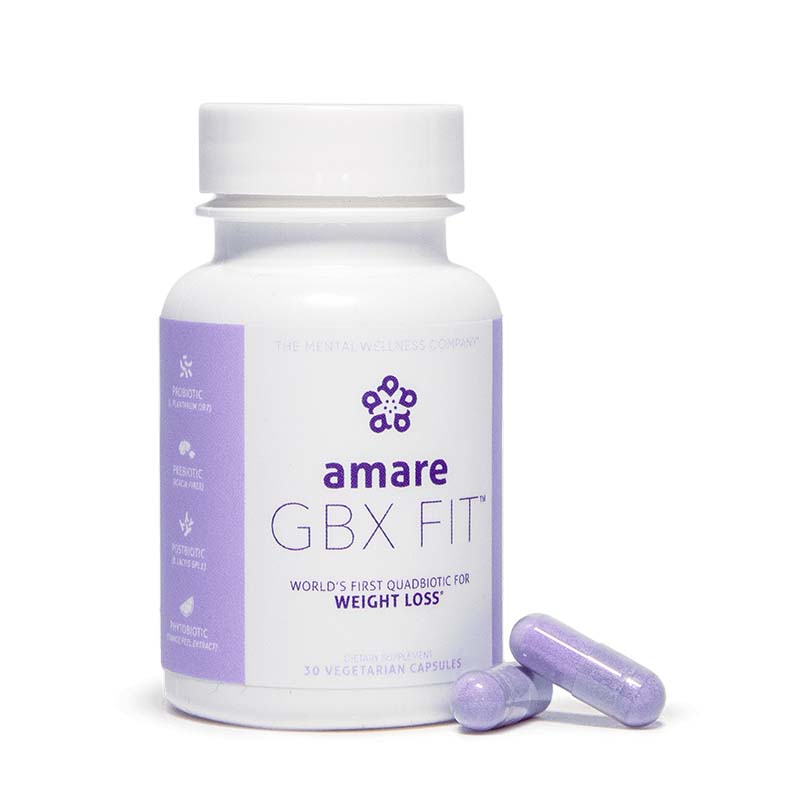 THE MENTAL WELLNESS COMPANY
amare
GBX FIT™
WORLD'S FIRST QUADBIOTIC FOR
WEIGHT LOSS*
DIETARY SUPPLEMENT
30 VEGETARIAN CAPSULES
PROBIOTIC
PREBIOTIC
POSTBIOTIC
PHYTOBIOTIC